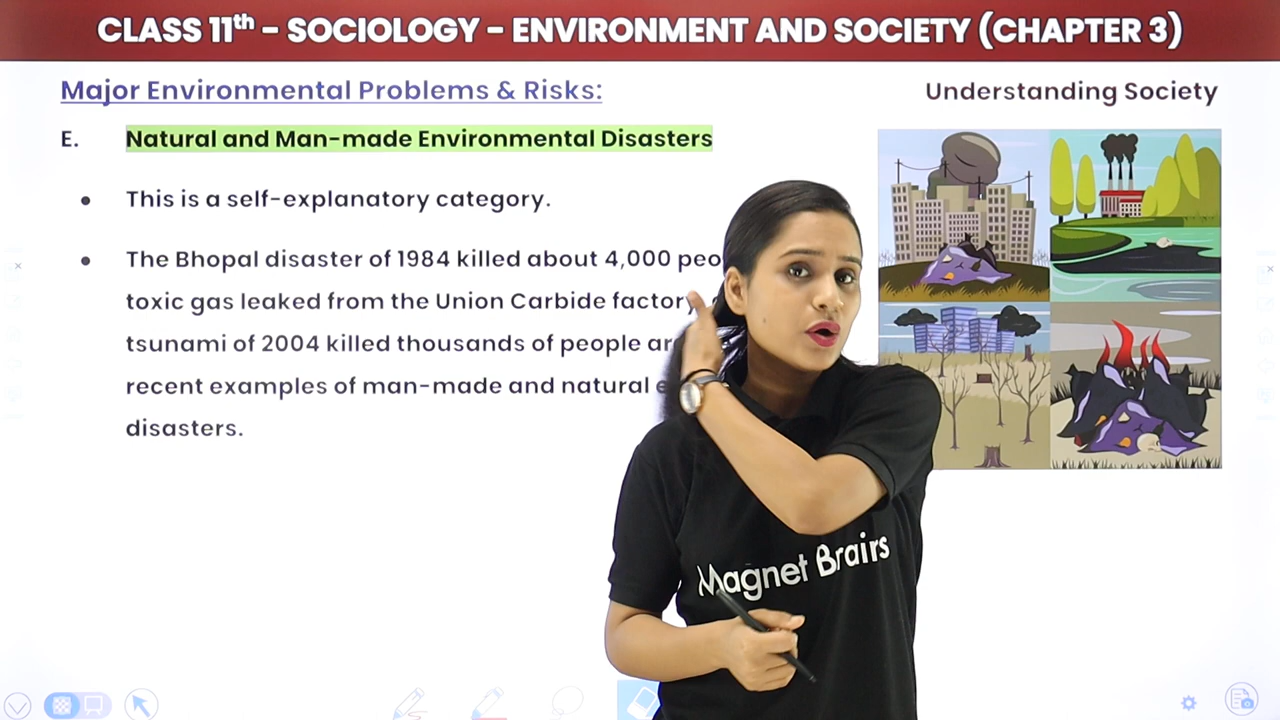 CLASS 11th – SOCIOLOGY – ENVIRONMENT AND SOCIETY (CHAPTER 3)
Major Environmental Problems & Risks:
Understanding Society
E. Natural and Man-made Environmental Disasters
• This is a self-explanatory category.
• The Bhopal disaster of 1984 killed about 4,000
toxic gas leaked from the Union Carbide factory
tsunami of 2004 killed thousands of people
recent examples of man-made and natural
disasters.
Magnet Brairs